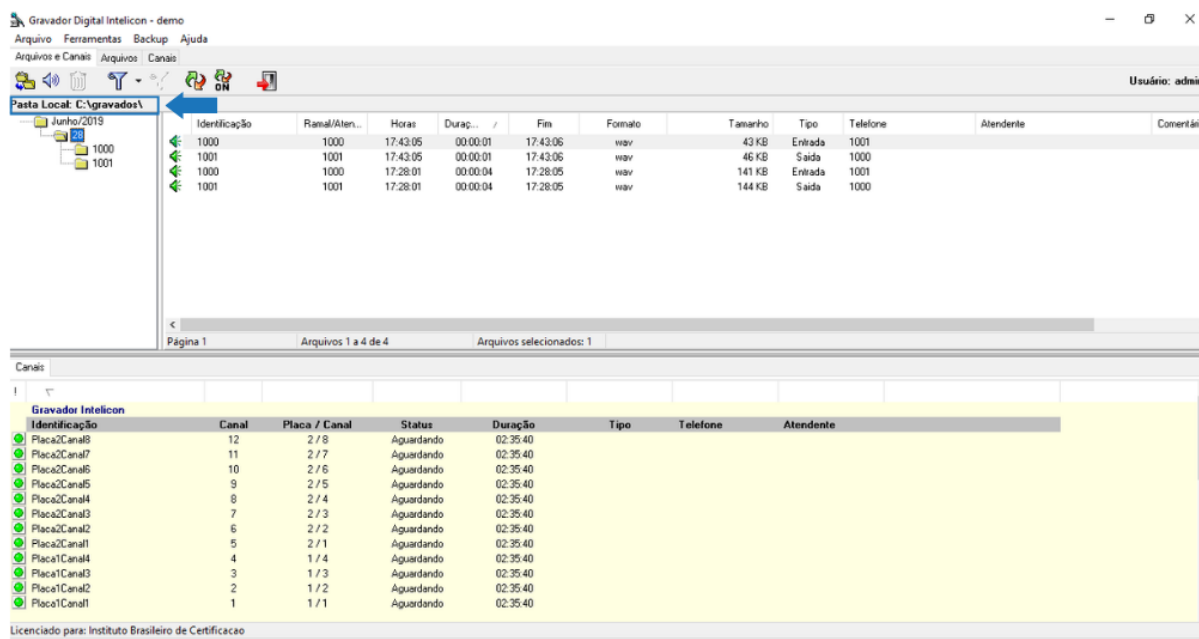 Gravador Digital Intelicon - demo
Arquivo Ferramentas Backup Ajuda
Arquivos e Canais Arquivos Canais
ON
Usuário: admin
Pasta Local: C:\gravados\
Junho/2019
28
1000
1001
Identificação Ramal/Aten... Horas Duraç... / Fim Formato Tamanho Tipo Telefone Atendente Comentári
1000 1000 17:43:05 00:00:01 17:43:06 wav 43 KB Entrada 1001
1001 1001 17:43:05 00:00:01 17:43:06 wav 46 KB Saida 1000
1000 1000 17:28:01 00:00:04 17:28:05 wav 141 KB Entrada 1001
1001 1001 17:28:01 00:00:04 17:28:05 wav 144 KB Saida 1000
Página 1 Arquivos 1 a 4 de 4 Arquivos selecionados: 1
Canais
!
Gravador Intelicon
Identificação Canal Placa / Canal Status Duração Tipo Telefone Atendente
Placa2Canal8 12 2 / 8 Aguardando 02:35:40
Placa2Canal7 11 2 / 7 Aguardando 02:35:40
Placa2Canal6 10 2 / 6 Aguardando 02:35:40
Placa2Canal5 9 2 / 5 Aguardando 02:35:40
Placa2Canal4 8 2 / 4 Aguardando 02:35:40
Placa2Canal3 7 2 / 3 Aguardando 02:35:40
Placa2Canal2 6 2 / 2 Aguardando 02:35:40
Placa2Canal1 5 2 / 1 Aguardando 02:35:40
Placa1Canal4 4 1 / 4 Aguardando 02:35:40
Placa1Canal3 3 1 / 3 Aguardando 02:35:40
Placa1Canal2 2 1 / 2 Aguardando 02:35:40
Placa1Canal1 1 1 / 1 Aguardando 02:35:40
Licenciado para: Instituto Brasileiro de Certificacao